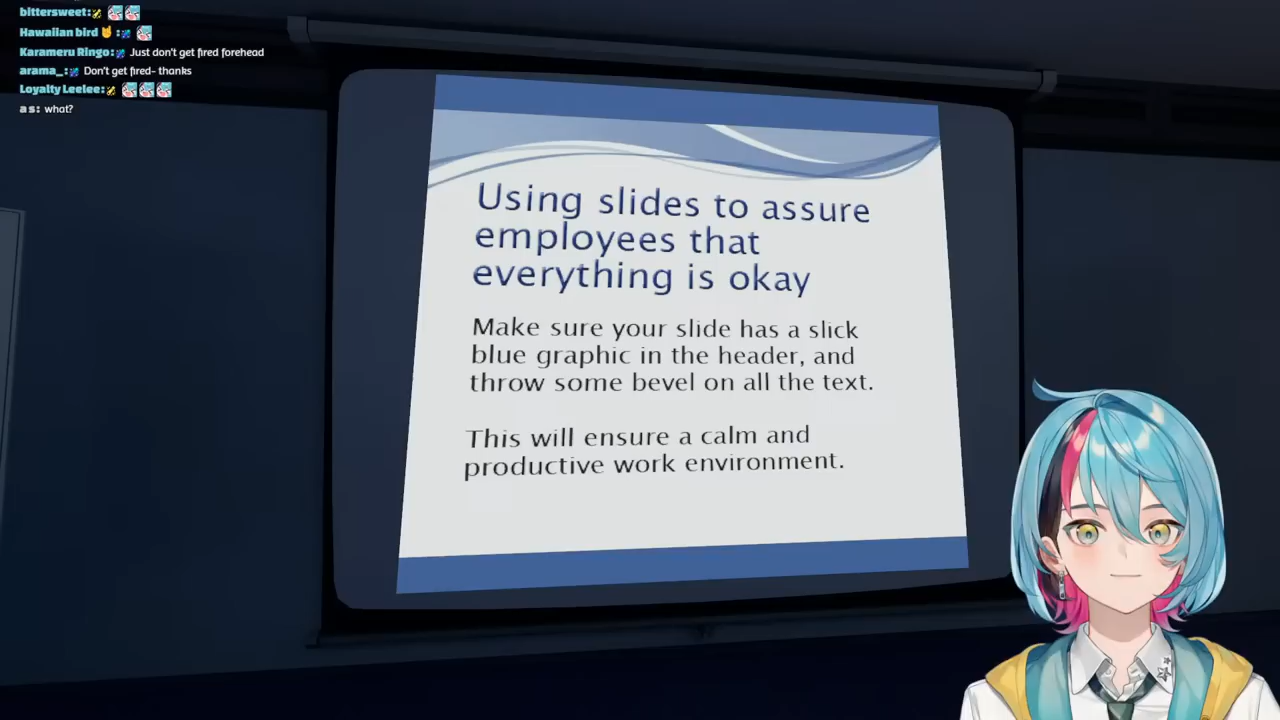 bittersweet:
Hawaiian bird :
Karameru Ringo: Just don't get fired forehead
arama_: Don't get fired- thanks
Loyalty Leelee:
as: what?
Using slides to assure
employees that
everything is okay
Make sure your slide has a slick
blue graphic in the header, and
throw some bevel on all the text.
This will ensure a calm and
productive work environment.